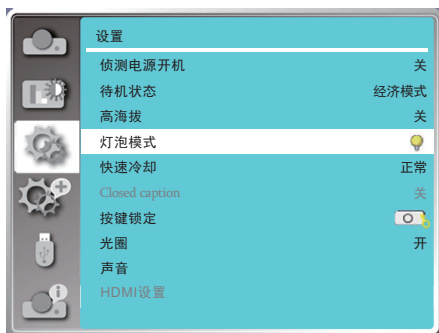 设置
侦测电源开机 关
待机状态 经济模式
高海拔 关
灯泡模式
快速冷却 正常
Closed caption 关
按键锁定
光圈 开
声音
HDMI设置